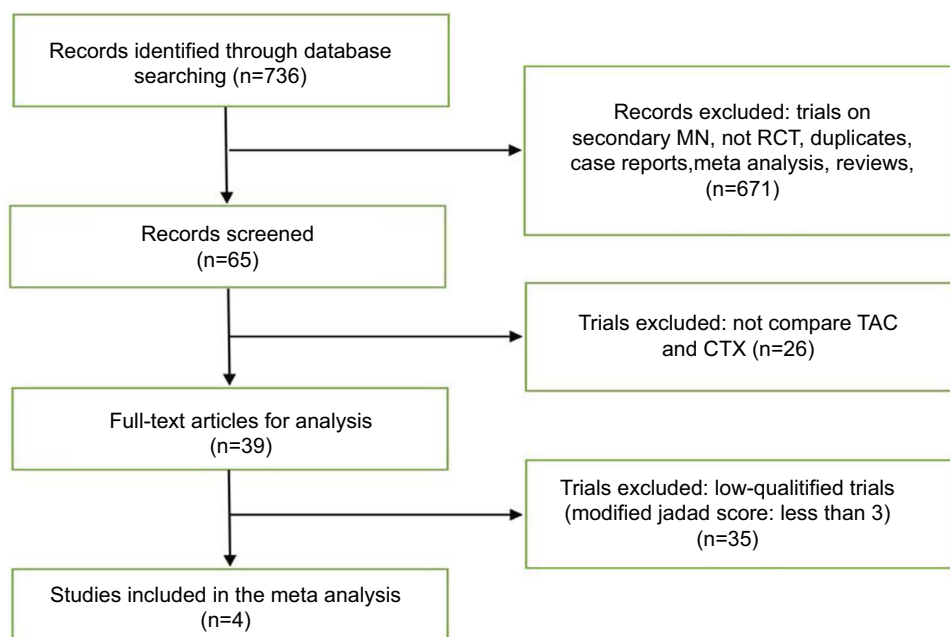 Records identified through database
searching (n=736)
Records excluded: trials on
secondary MN, not RCT, duplicates,
case reports,meta analysis, reviews,
(n=671)
Records screened
(n=65)
Trials excluded: not compare TAC
and CTX (n=26)
Full-text articles for analysis
(n=39)
Trials excluded: low-qualitified trials
(modified jadad score: less than 3)
(n=35)
Studies included in the meta analysis
(n=4)